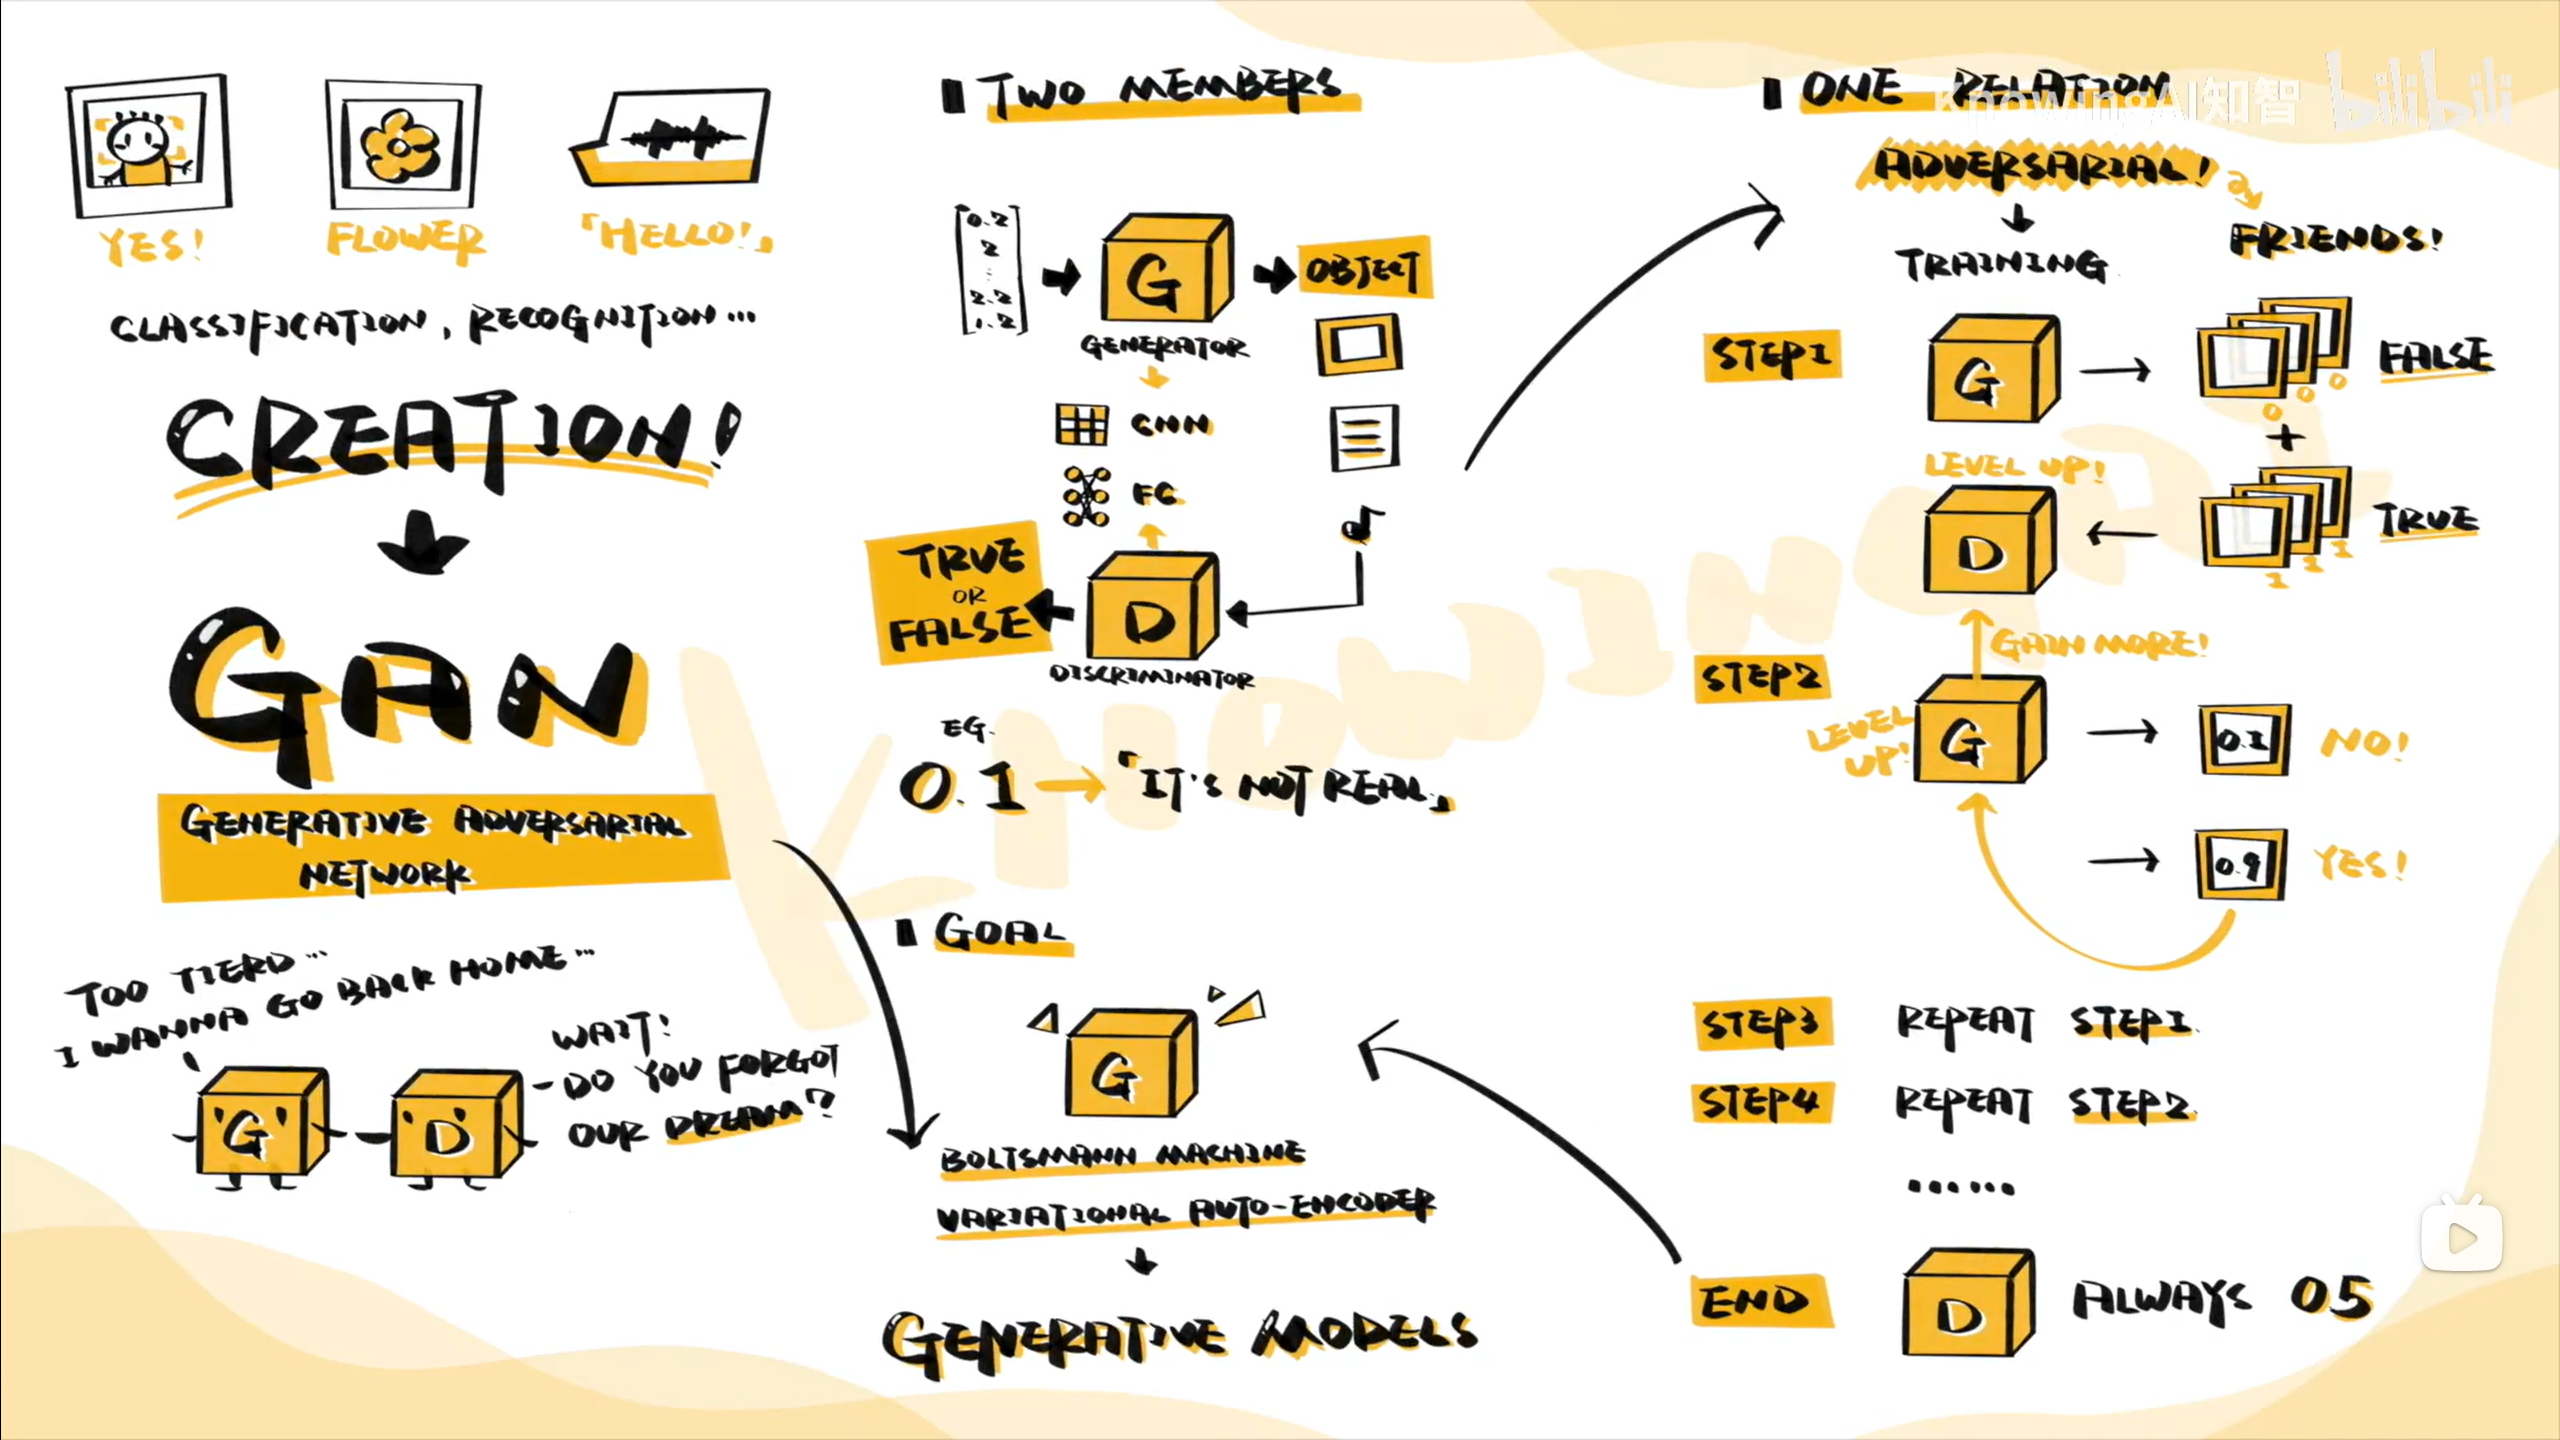 YES!
FLOWER
「HELLO!」
CLASSIFICATION, RECOGNITION...
CREATION!
GAN
GENERATIVE ADVERSARIAL
NETWORK
TOO TIERD...
I WANNA GO BACK HOME...
WAIT!
DO YOU FORGOT
OUR DREAM?
G
D
TWO MEMBERS
0.2
2
⋮
2.2
1.2
G
OBJECT
GENERATOR
CNN
FC
TRUE
OR
FALSE
D
DISCRIMINATOR
EG.
0.1 → 「IT'S NOT REAL」
GOAL
G
BOLTSMANN MACHINE
VARIATIONAL AUTO-ENCODER
GENERATIVE MODELS
ONE RELATION
ADVERSARIAL!
FRIENDS!
TRAINING
STEP1
G
FALSE
0 0 0
+
LEVEL UP!
D
TRUE
1 1 1
GAIN MORE!
STEP2
LEVEL
UP!
G
0.1
NO!
0.9
YES!
STEP3 REPEAT STEP1.
STEP4 REPEAT STEP2.
......
END
D
ALWAYS 05
KnowingAI知智
bilibili
KNOWINGAI